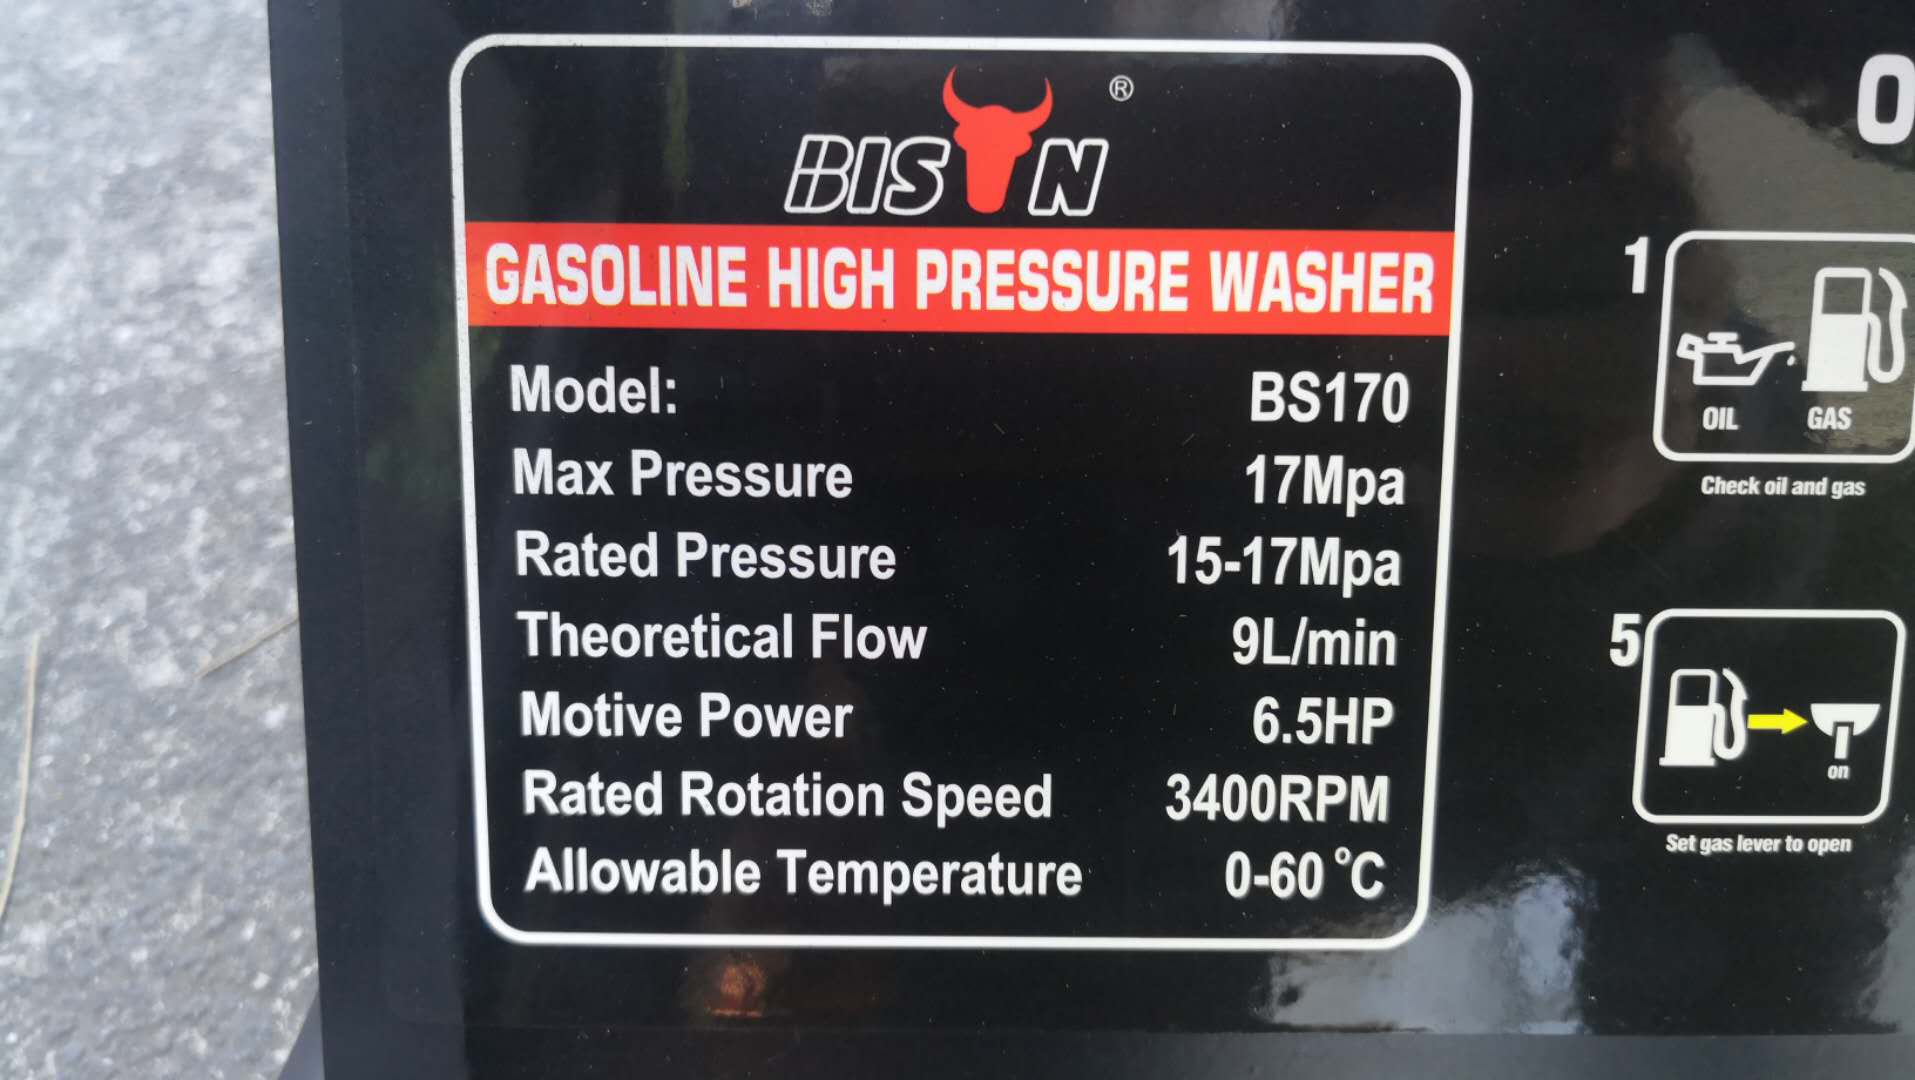 BISON ®
GASOLINE HIGH PRESSURE WASHER
Model: BS170
Max Pressure 17Mpa
Rated Pressure 15-17Mpa
Theoretical Flow 9L/min
Motive Power 6.5HP
Rated Rotation Speed 3400RPM
Allowable Temperature 0-60 °C
1
OIL GAS
Check oil and gas
5
on
Set gas lever to open